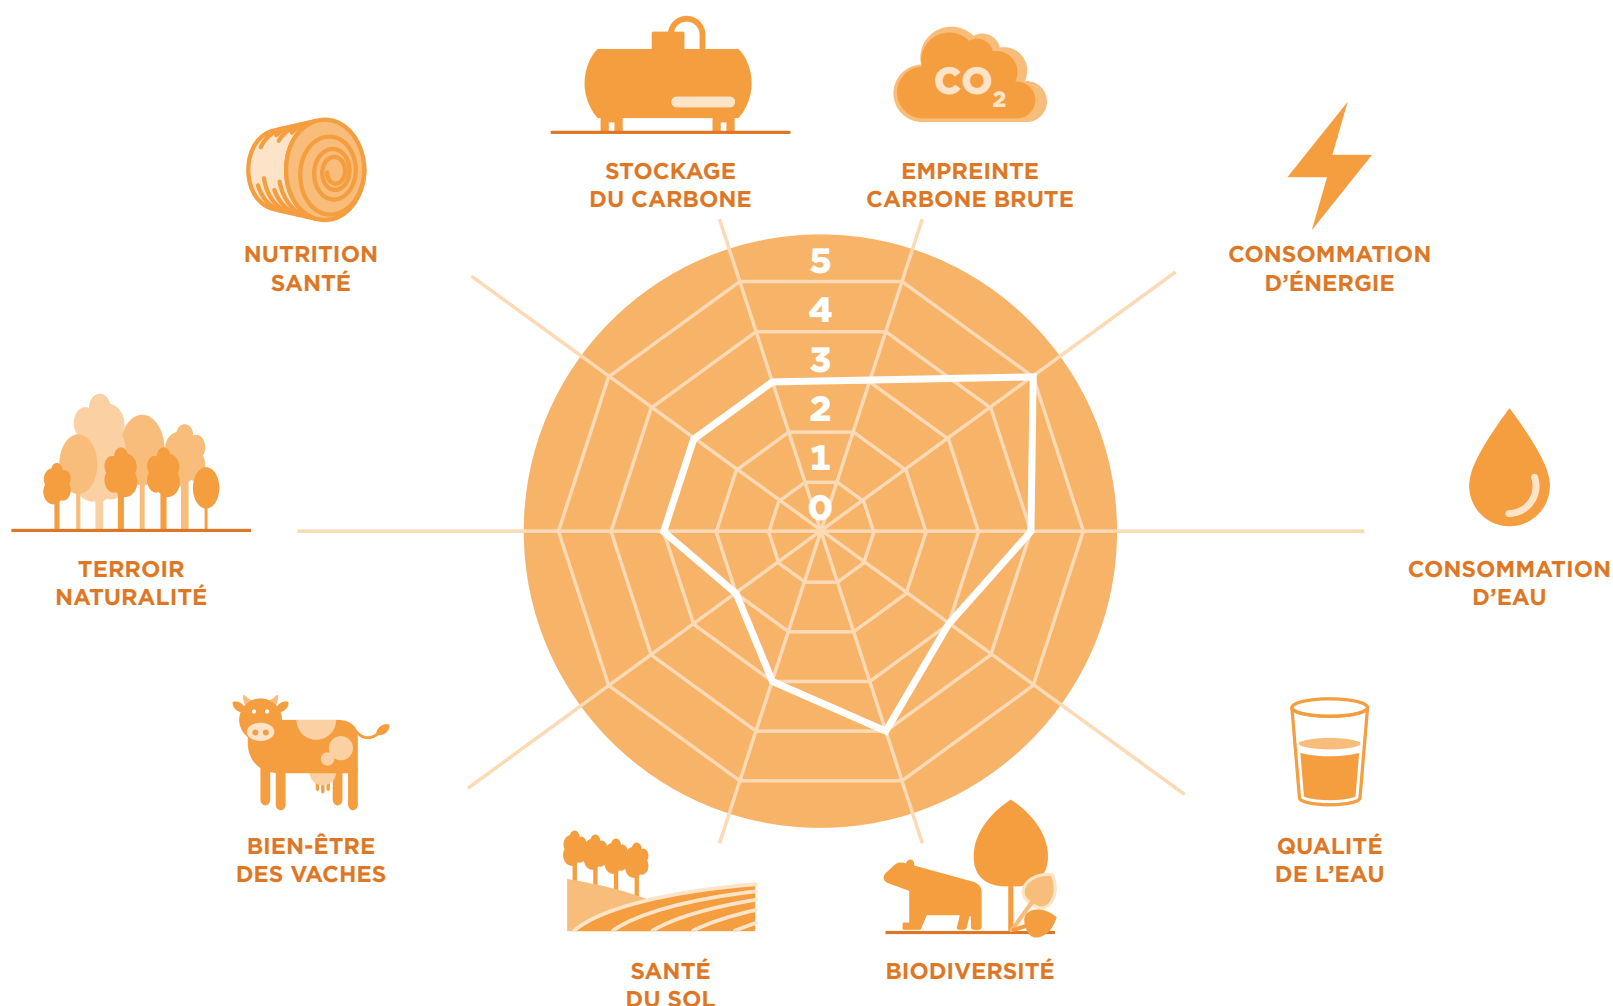 CO2
STOCKAGE
DU CARBONE
EMPREINTE
CARBONE BRUTE
NUTRITION
SANTÉ
CONSOMMATION
D’ÉNERGIE
5
4
3
2
1
0
TERROIR
NATURALITÉ
CONSOMMATION
D’EAU
BIEN-ÊTRE
DES VACHES
QUALITÉ
DE L’EAU
SANTÉ
DU SOL
BIODIVERSITÉ